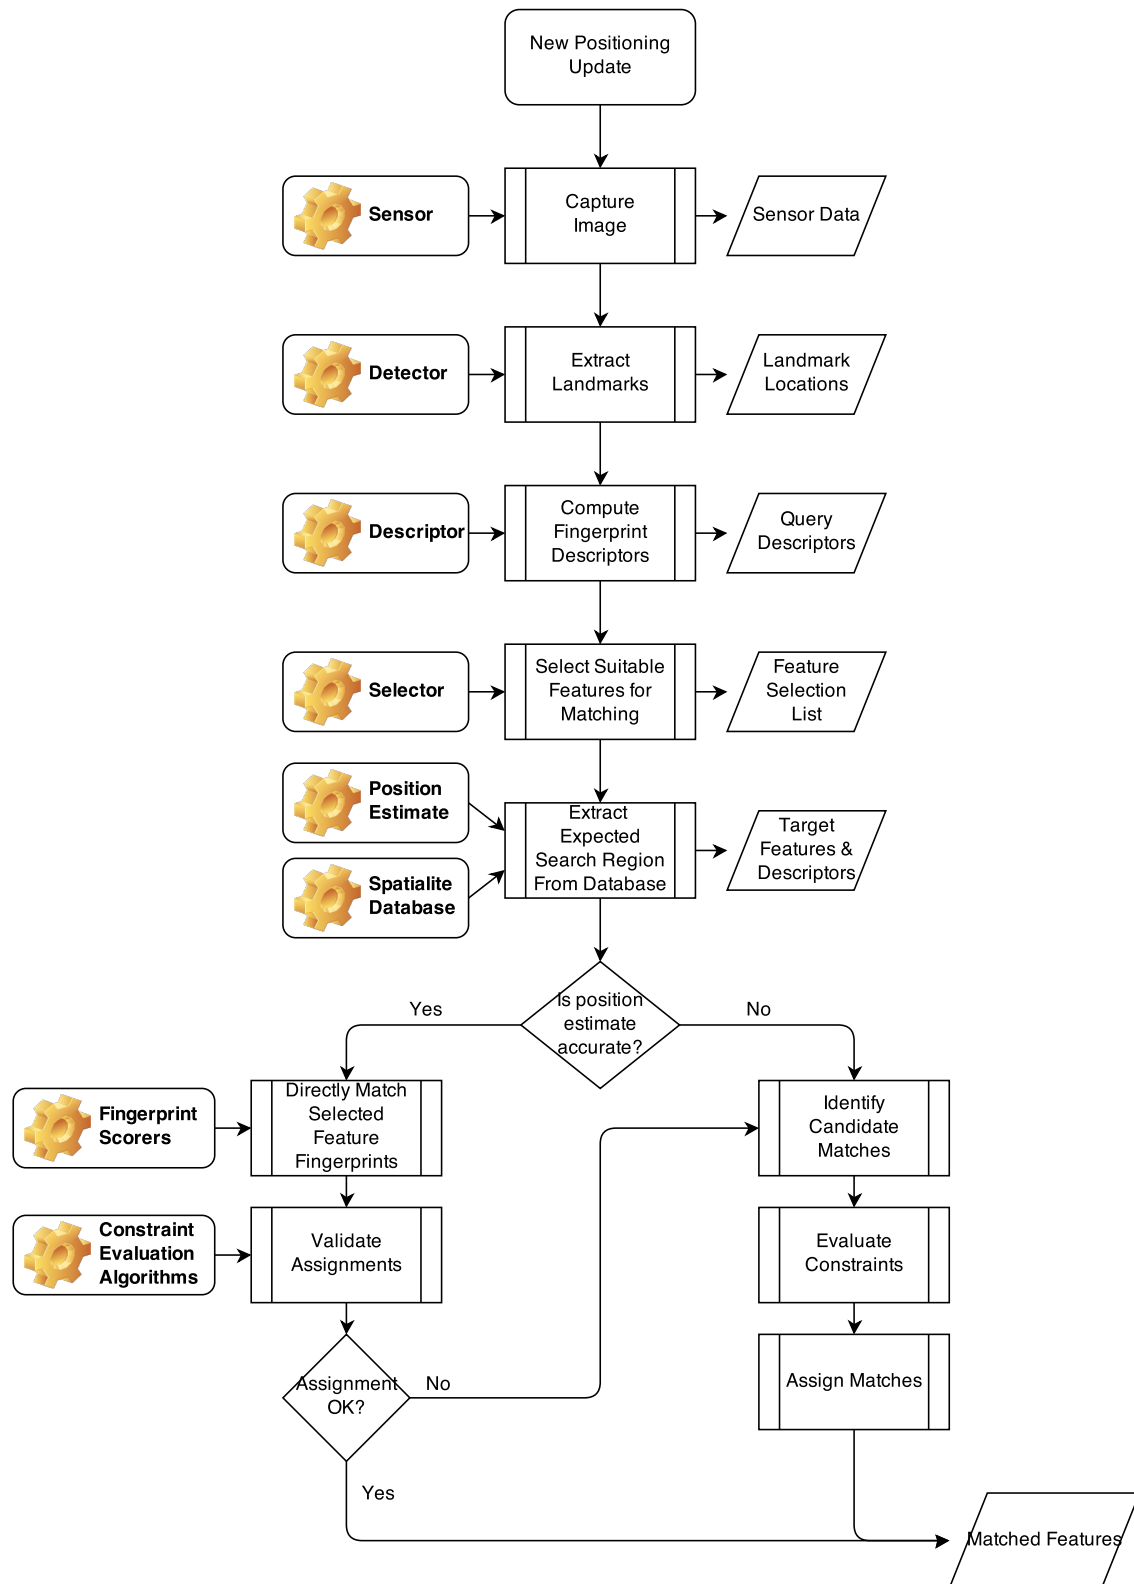 New Positioning
Update
Sensor
Capture
Image
Sensor Data
Detector
Extract
Landmarks
Landmark
Locations
Descriptor
Compute
Fingerprint
Descriptors
Query
Descriptors
Selector
Select Suitable
Features for
Matching
Feature
Selection
List
Position
Estimate
Spatialite
Database
Extract
Expected
Search Region
From Database
Target
Features &
Descriptors
Is position
estimate
accurate?
Yes
No
Fingerprint
Scorers
Directly Match
Selected
Feature
Fingerprints
Identify
Candidate
Matches
Constraint
Evaluation
Algorithms
Validate
Assignments
Evaluate
Constraints
Assignment
OK?
No
Yes
Assign Matches
Matched Features